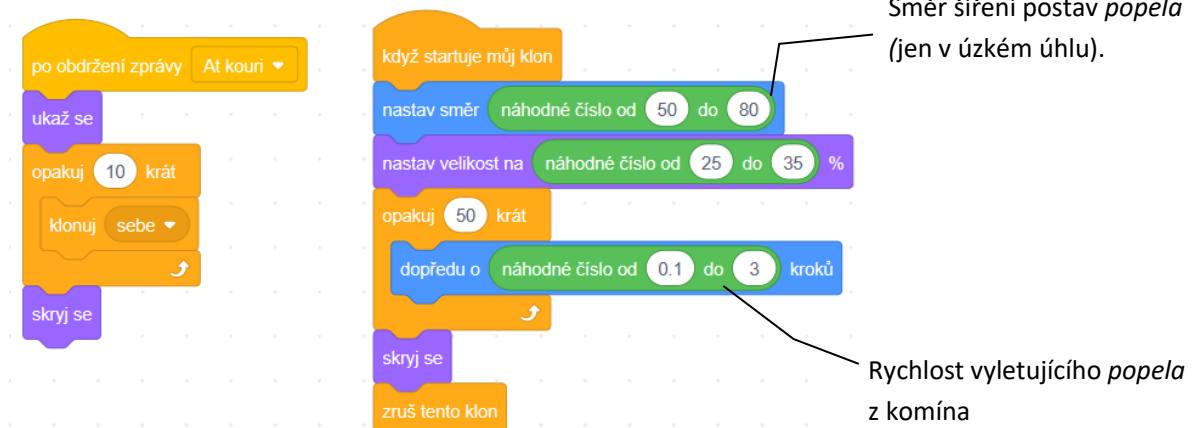 po obdržení zprávy At kouri
ukaž se
opakuj 10 krát
klonuj sebe
skryj se
když startuje můj klon
nastav směr náhodné číslo od 50 do 80
nastav velikost na náhodné číslo od 25 do 35 %
opakuj 50 krát
dopředu o náhodné číslo od 0.1 do 3 kroků
skryj se
zruš tento klon
Směr šíření postav popela
(jen v úzkém úhlu).
Rychlost vyletujícího popela
z komína